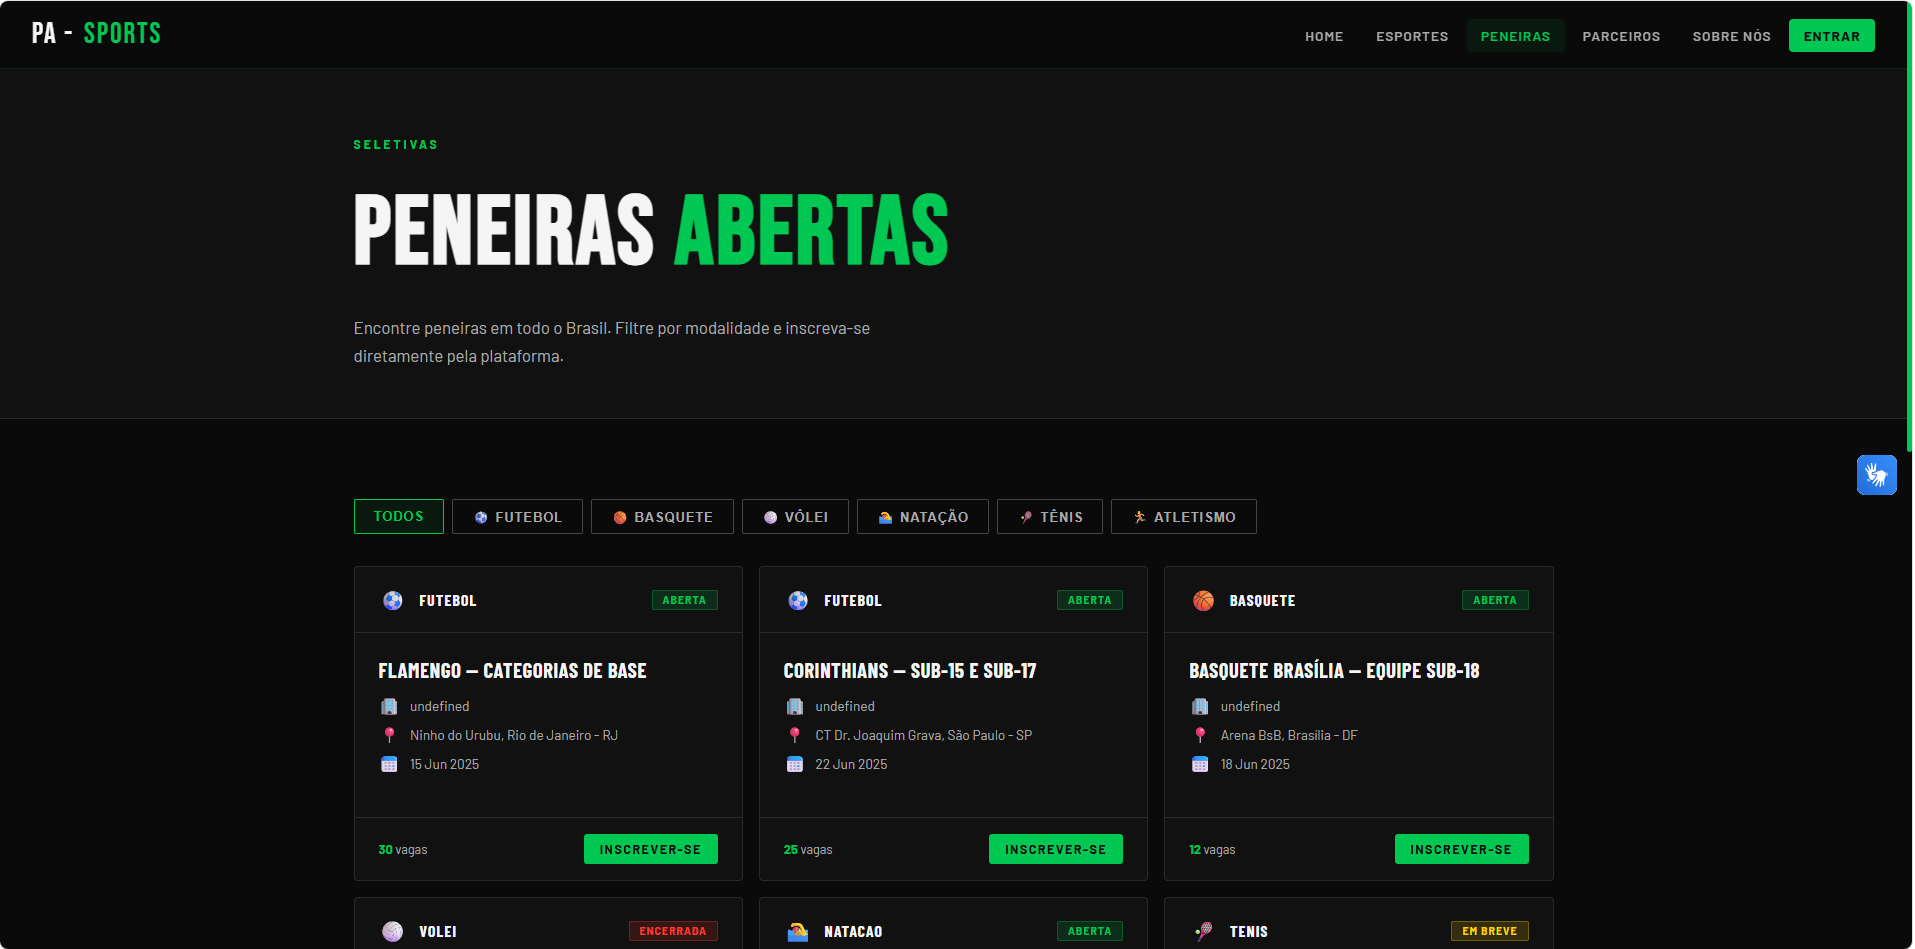 PA - SPORTS
HOME ESPORTES PENEIRAS PARCEIROS SOBRE NÓS ENTRAR
SELETIVAS
PENEIRAS ABERTAS
Encontre peneiras em todo o Brasil. Filtre por modalidade e inscreva-se
diretamente pela plataforma.
TODOS FUTEBOL BASQUETE VÔLEI NATAÇÃO TÊNIS ATLETISMO
FUTEBOL ABERTA
FLAMENGO – CATEGORIAS DE BASE
undefined
Ninho do Urubu, Rio de Janeiro - RJ
15 Jun 2025
30 vagas INSCREVER-SE
FUTEBOL ABERTA
CORINTHIANS – SUB-15 E SUB-17
undefined
CT Dr. Joaquim Grava, São Paulo - SP
22 Jun 2025
25 vagas INSCREVER-SE
BASQUETE ABERTA
BASQUETE BRASÍLIA – EQUIPE SUB-18
undefined
Arena BsB, Brasília - DF
18 Jun 2025
12 vagas INSCREVER-SE
VOLEI ENCERRADA
NATACAO ABERTA
TENIS EM BREVE